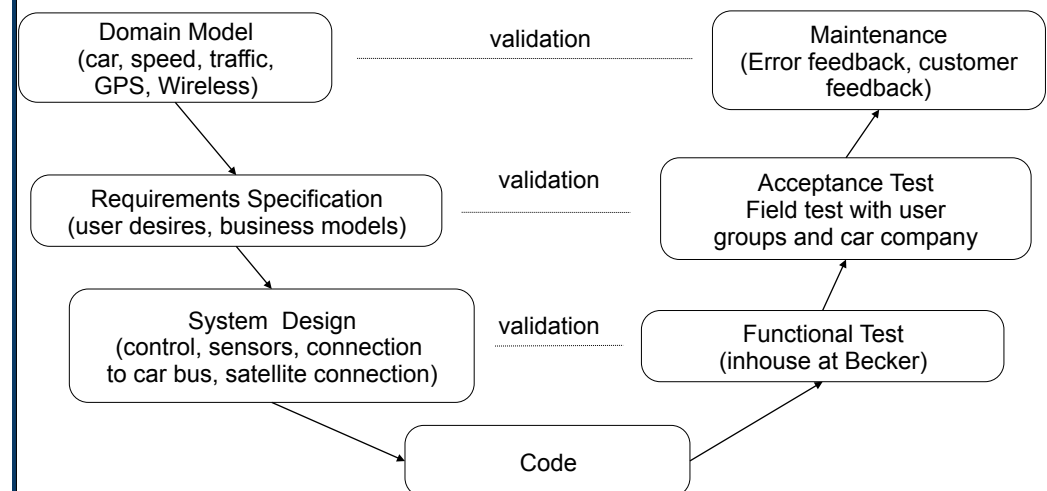 Domain Model
(car, speed, traffic,
GPS, Wireless)
validation
Maintenance
(Error feedback, customer
feedback)
Requirements Specification
(user desires, business models)
validation
Acceptance Test
Field test with user
groups and car company
System Design
(control, sensors, connection
to car bus, satellite connection)
validation
Functional Test
(inhouse at Becker)
Code